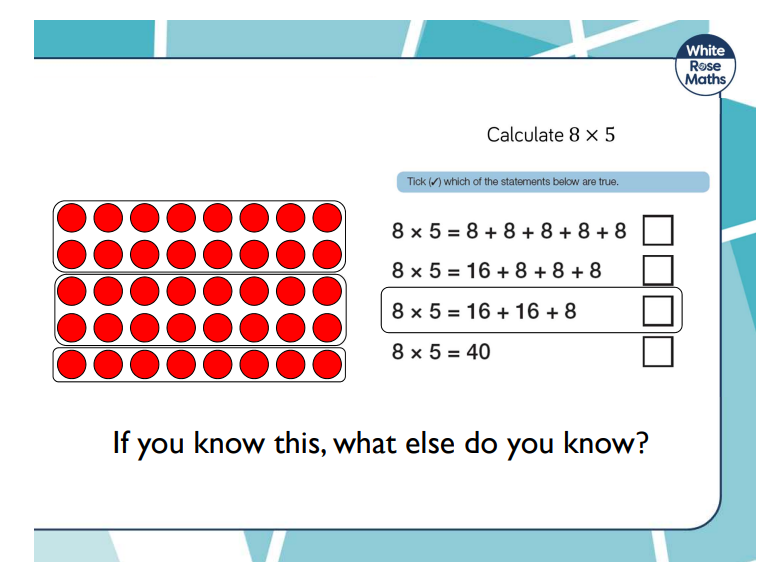 White
Rose
Maths
Calculate 8 × 5
Tick (✓) which of the statements below are true.
8 × 5 = 8 + 8 + 8 + 8 + 8
8 × 5 = 16 + 8 + 8 + 8
8 × 5 = 16 + 16 + 8
8 × 5 = 40
If you know this, what else do you know?